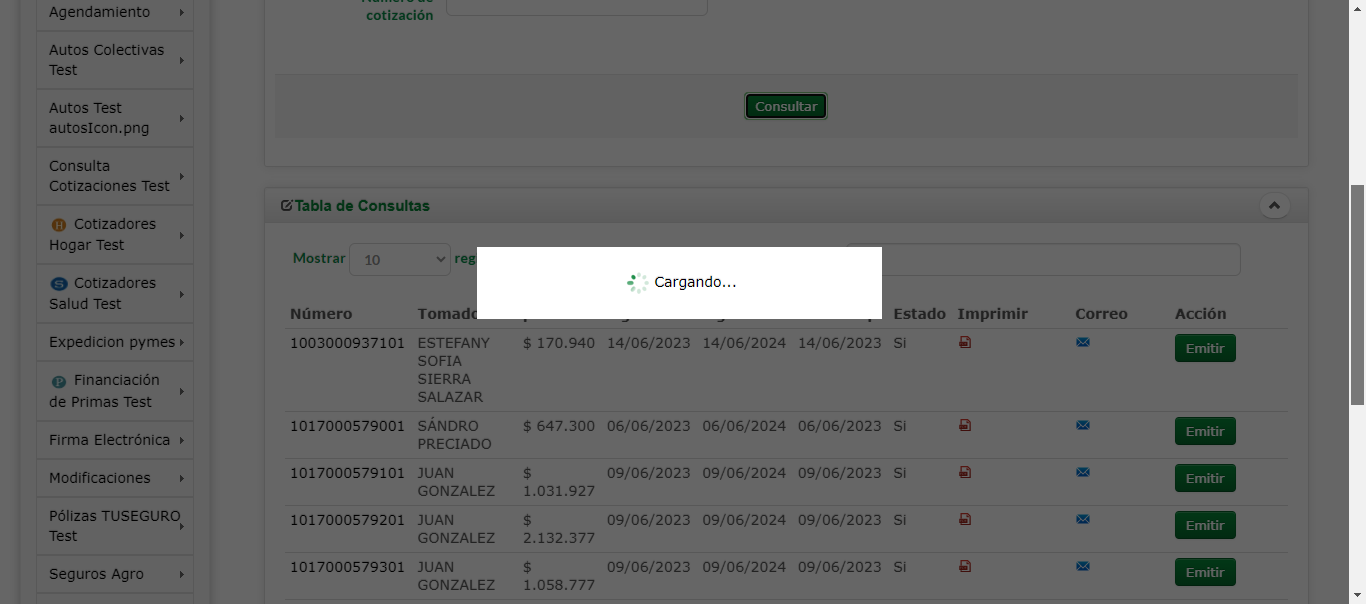 Agendamiento
Autos Colectivas
Test
Autos Test
autosIcon.png
Consulta
Cotizaciones Test
H Cotizadores
Hogar Test
S Cotizadores
Salud Test
Expedicion pymes
P Financiación
de Primas Test
Firma Electrónica
Modificaciones
Pólizas TUSEGURO
Test
Seguros Agro
Número de
cotización
Consultar
Tabla de Consultas
Mostrar 10 reg
Cargando...
Número Tomado Estado Imprimir Correo Acción
1003000937101 ESTEFANY $ 170.940 14/06/2023 14/06/2024 14/06/2023 Si Emitir
SOFIA
SIERRA
SALAZAR
1017000579001 SÁNDRO $ 647.300 06/06/2023 06/06/2024 06/06/2023 Si Emitir
PRECIADO
1017000579101 JUAN $ 09/06/2023 09/06/2024 09/06/2023 Si Emitir
GONZALEZ 1.031.927
1017000579201 JUAN $ 09/06/2023 09/06/2024 09/06/2023 Si Emitir
GONZALEZ 2.132.377
1017000579301 JUAN $ 09/06/2023 09/06/2024 09/06/2023 Si Emitir
GONZALEZ 1.058.777